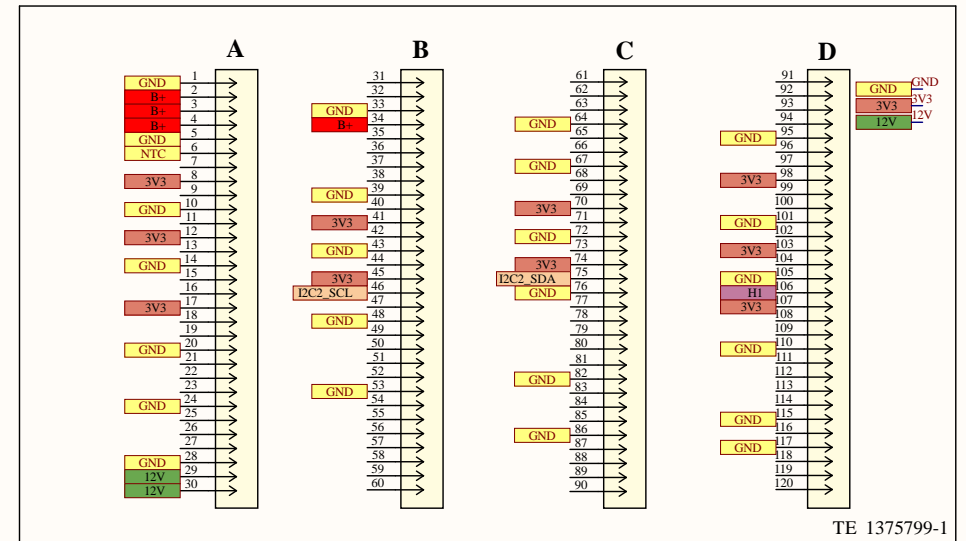 A
GND 1
B+ 2
B+ 3
B+ 4
GND 5
NTC 6
7
3V3 8
9
GND 10
11
3V3 12
13
GND 14
15
16
3V3 17
18
19
GND 20
21
22
23
GND 24
25
26
27
GND 28
12V 29
12V 30
B
31
32
GND 33
B+ 34
35
36
37
38
GND 39
40
3V3 41
42
GND 43
44
3V3 45
I2C2_SCL 46
47
GND 48
49
50
51
52
GND 53
54
55
56
57
58
59
60
C
61
62
63
GND 64
65
66
GND 67
68
69
3V3 70
71
GND 72
73
3V3 74
I2C2_SDA 75
GND 76
77
78
79
80
81
GND 82
83
84
85
GND 86
87
88
89
90
D
91
92
93
94
GND 95
96
97
3V3 98
99
100
GND 101
102
3V3 103
104
GND 105
H1 106
3V3 107
108
109
GND 110
111
112
113
114
GND 115
116
GND 117
118
119
120
GND GND
3V3 3V3
12V 12V
TE 1375799-1